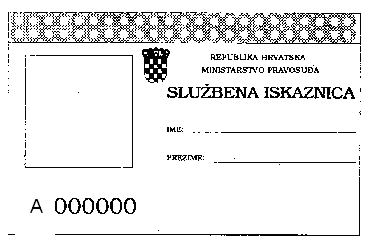 REPUBLIKA HRVATSKA
MINISTARSTVO PRAVOSUĐA
SLUŽBENA ISKAZNICA
IME:
PREZIME:
A 000000